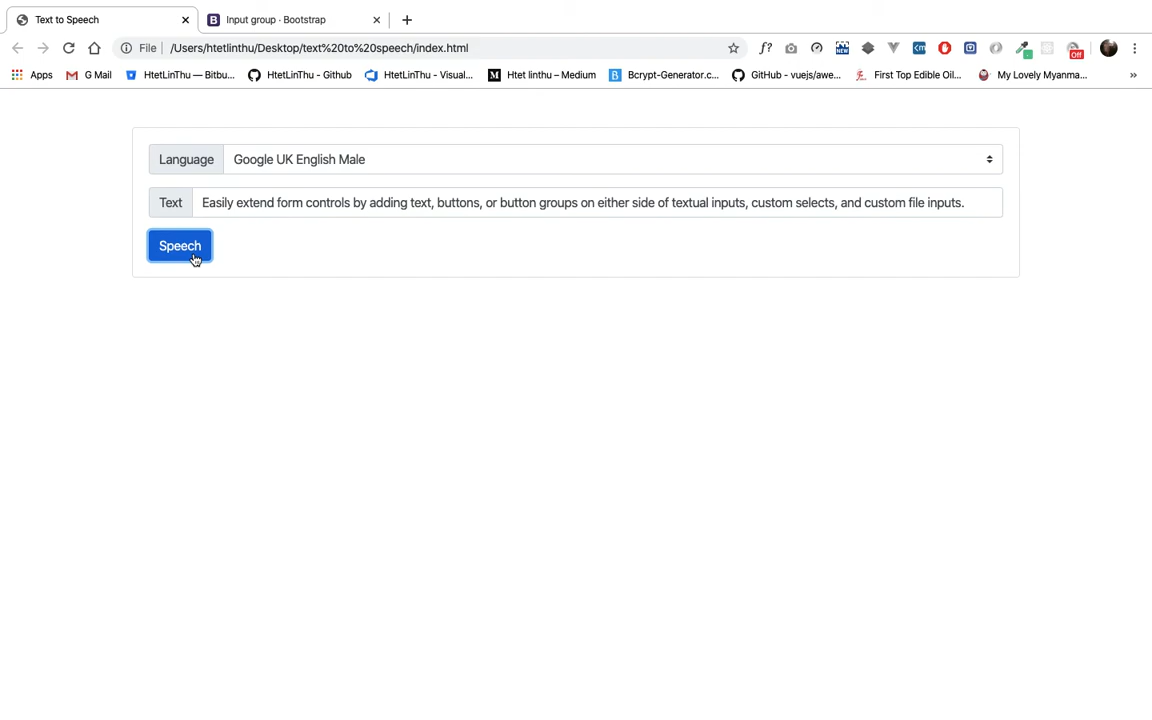 Text to Speech
B Input group · Bootstrap
File /Users/htetlinthu/Desktop/text%20to%20speech/index.html
f?
NEW
Off
Apps G Mail HtetLinThu — Bitbu... HtetLinThu - Github HtetLinThu - Visual... M Htet linthu – Medium B Bcrypt-Generator.c... GitHub - vuejs/awe... First Top Edible Oil... My Lovely Myanma... »
Language Google UK English Male
Text Easily extend form controls by adding text, buttons, or button groups on either side of textual inputs, custom selects, and custom file inputs.
Speech